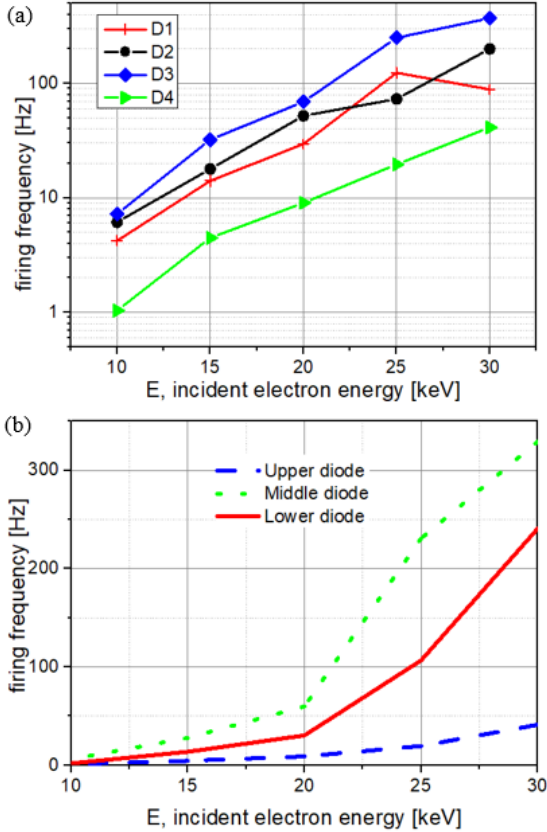 (a)
D1
D2
D3
D4
100
10
1
firing frequency [Hz]
10 15 20 25 30
E, incident electron energy [keV]
(b)
Upper diode
Middle diode
Lower diode
300
200
100
0
firing frequency [Hz]
10 15 20 25 30
E, incident electron energy [keV]